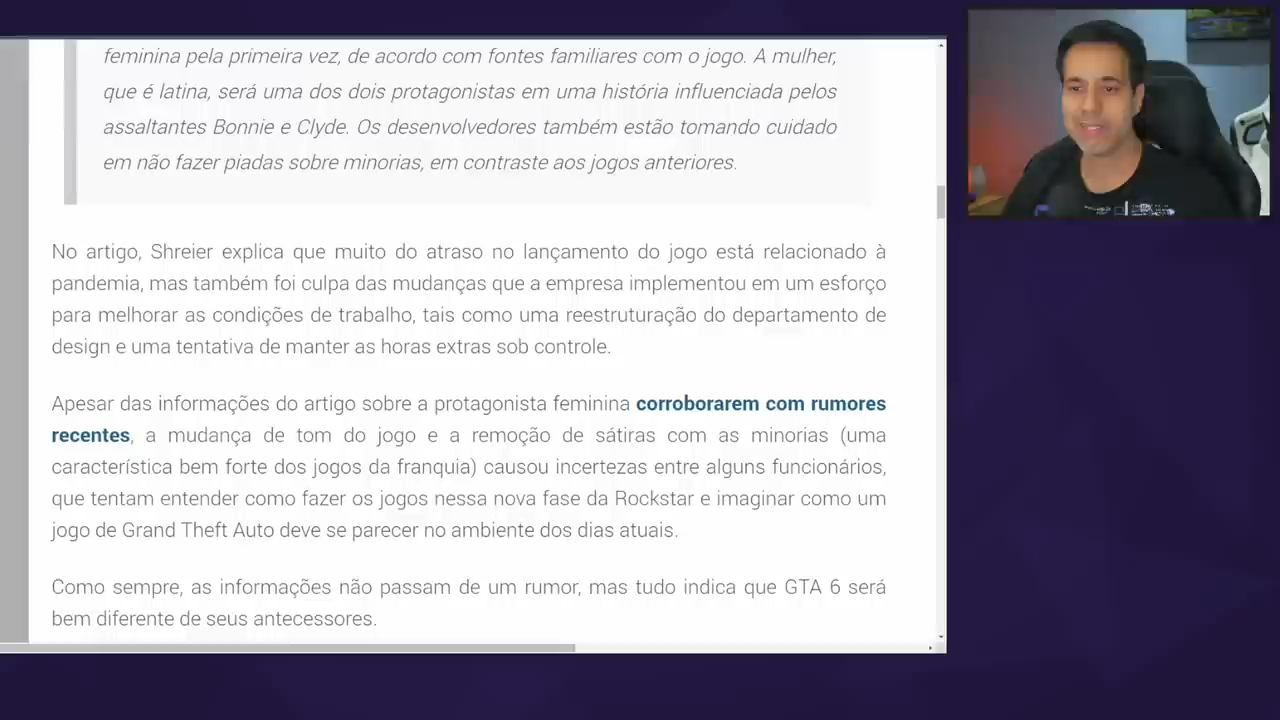 feminina pela primeira vez, de acordo com fontes familiares com o jogo. A mulher,
que é latina, será uma dos dois protagonistas em uma história influenciada pelos
assaltantes Bonnie e Clyde. Os desenvolvedores também estão tomando cuidado
em não fazer piadas sobre minorias, em contraste aos jogos anteriores.
No artigo, Shreier explica que muito do atraso no lançamento do jogo está relacionado à
pandemia, mas também foi culpa das mudanças que a empresa implementou em um esforço
para melhorar as condições de trabalho, tais como uma reestruturação do departamento de
design e uma tentativa de manter as horas extras sob controle.
Apesar das informações do artigo sobre a protagonista feminina corroborarem com rumores
recentes, a mudança de tom do jogo e a remoção de sátiras com as minorias (uma
característica bem forte dos jogos da franquia) causou incertezas entre alguns funcionários,
que tentam entender como fazer os jogos nessa nova fase da Rockstar e imaginar como um
jogo de Grand Theft Auto deve se parecer no ambiente dos dias atuais.
Como sempre, as informações não passam de um rumor, mas tudo indica que GTA 6 será
bem diferente de seus antecessores.